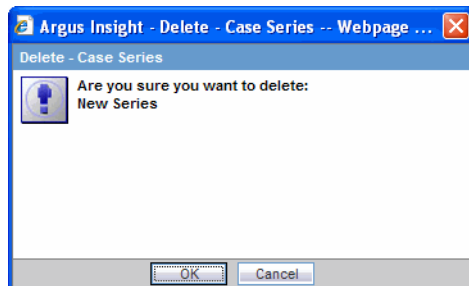 Argus Insight - Delete - Case Series -- Webpage ...
Delete - Case Series
Are you sure you want to delete:
New Series
OK
Cancel